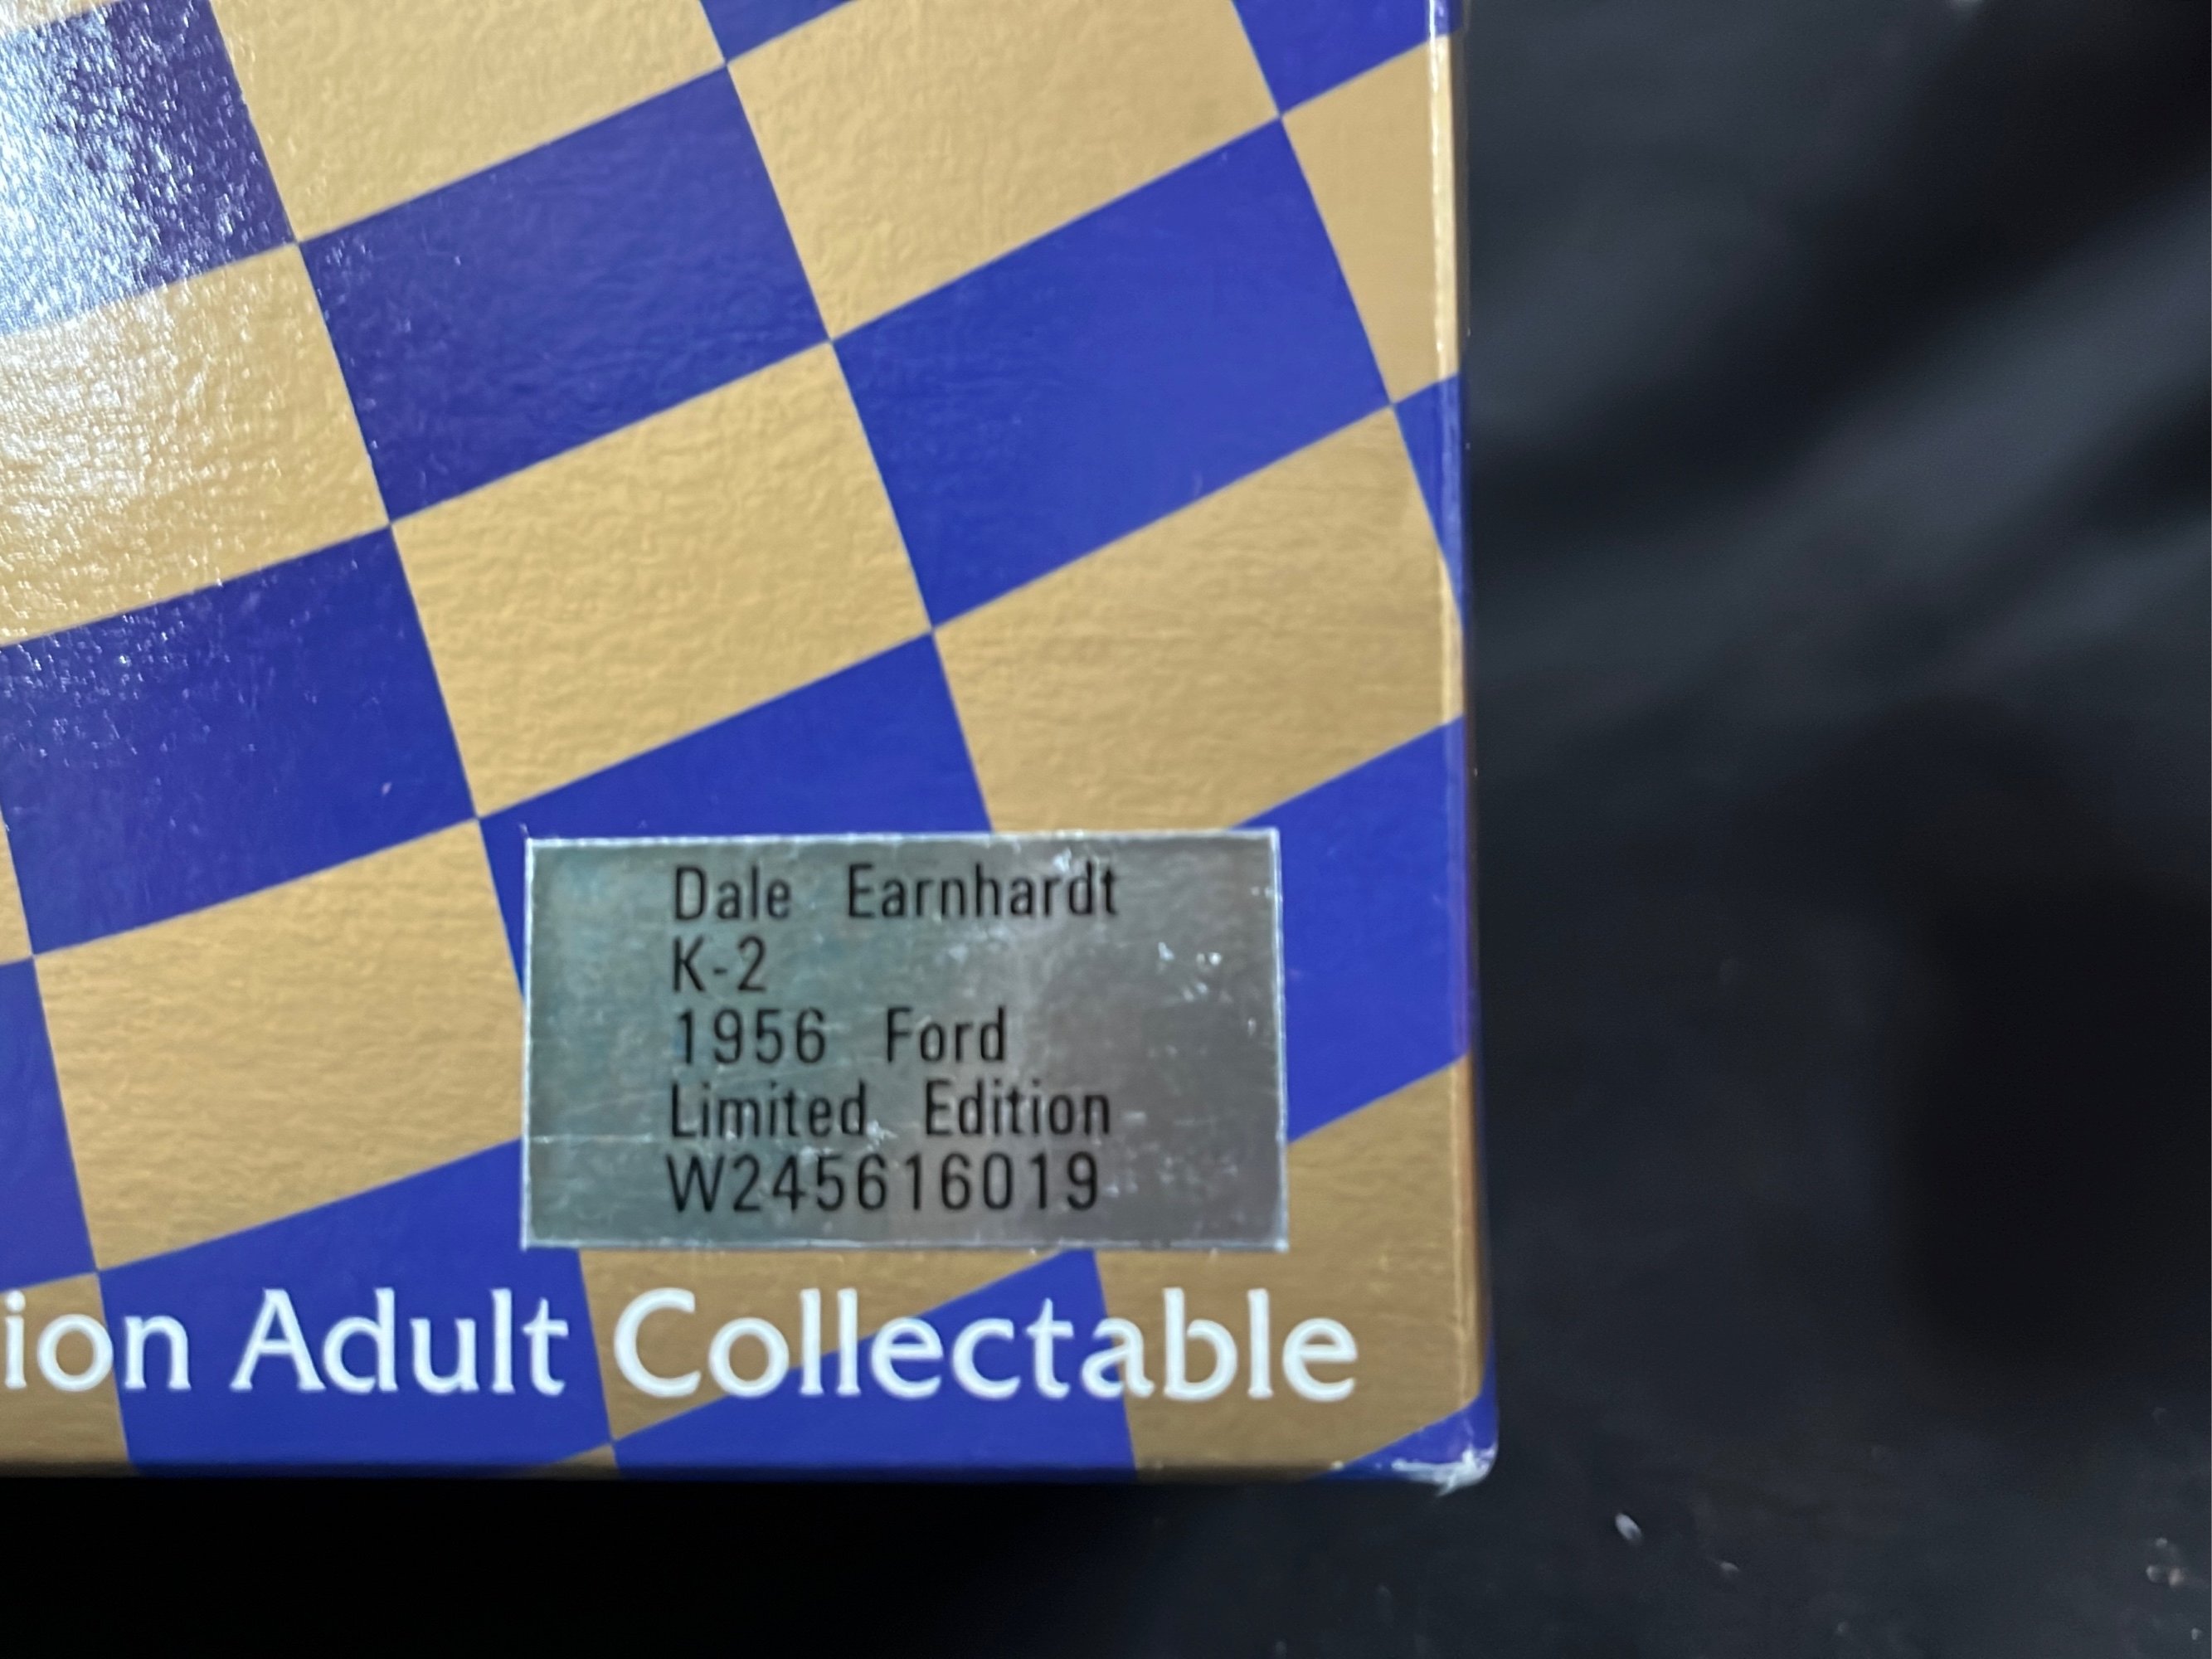 Dale Earnhardt
K-2
1956 Ford
Limited Edition
W245616019
ion Adult Collectable